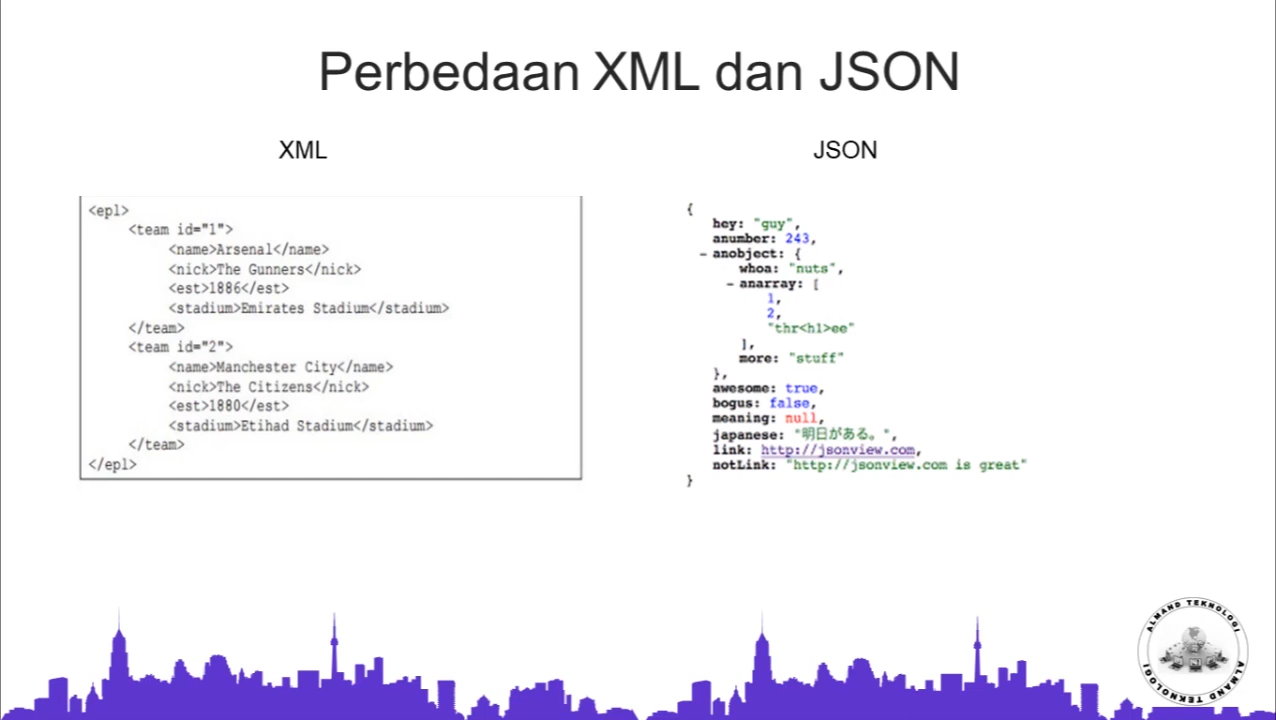 Perbedaan XML dan JSON
XML
<epl>
<team id="1">
<name>Arsenal</name>
<nick>The Gunners</nick>
<est>1886</est>
<stadium>Emirates Stadium</stadium>
</team>
<team id="2">
<name>Manchester City</name>
<nick>The Citizens</nick>
<est>1880</est>
<stadium>Etihad Stadium</stadium>
</team>
</epl>
JSON
{
hey: "guy",
anumber: 243,
- anobject: {
whoa: "nuts",
- anarray: [
1,
2,
"thr<h1>ee"
],
more: "stuff"
},
awesome: true,
bogus: false,
meaning: null,
japanese: "明日がある。",
link: http://jsonview.com,
notLink: "http://jsonview.com is great"
}
ALMAND TEKNOLOGI
ALMAND TEKNOLOGI